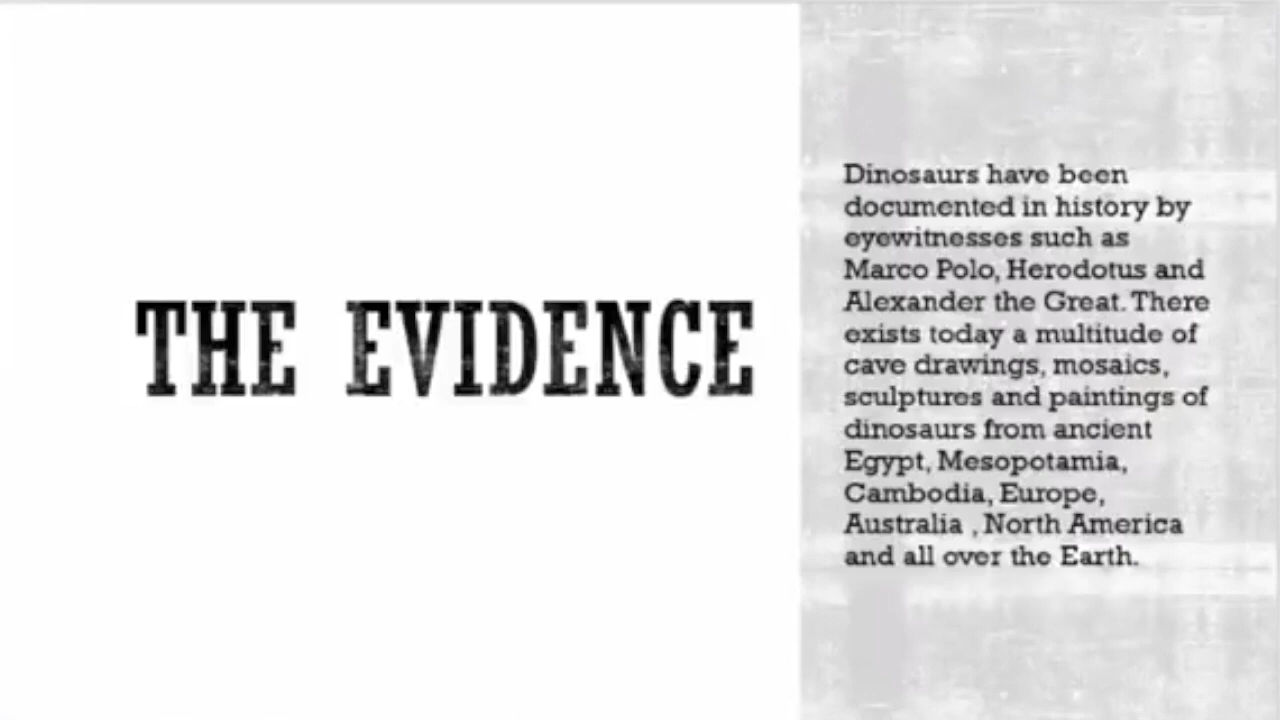 THE EVIDENCE
Dinosaurs have been
documented in history by
eyewitnesses such as
Marco Polo, Herodotus and
Alexander the Great. There
exists today a multitude of
cave drawings, mosaics,
sculptures and paintings of
dinosaurs from ancient
Egypt, Mesopotamia,
Cambodia, Europe,
Australia , North America
and all over the Earth.